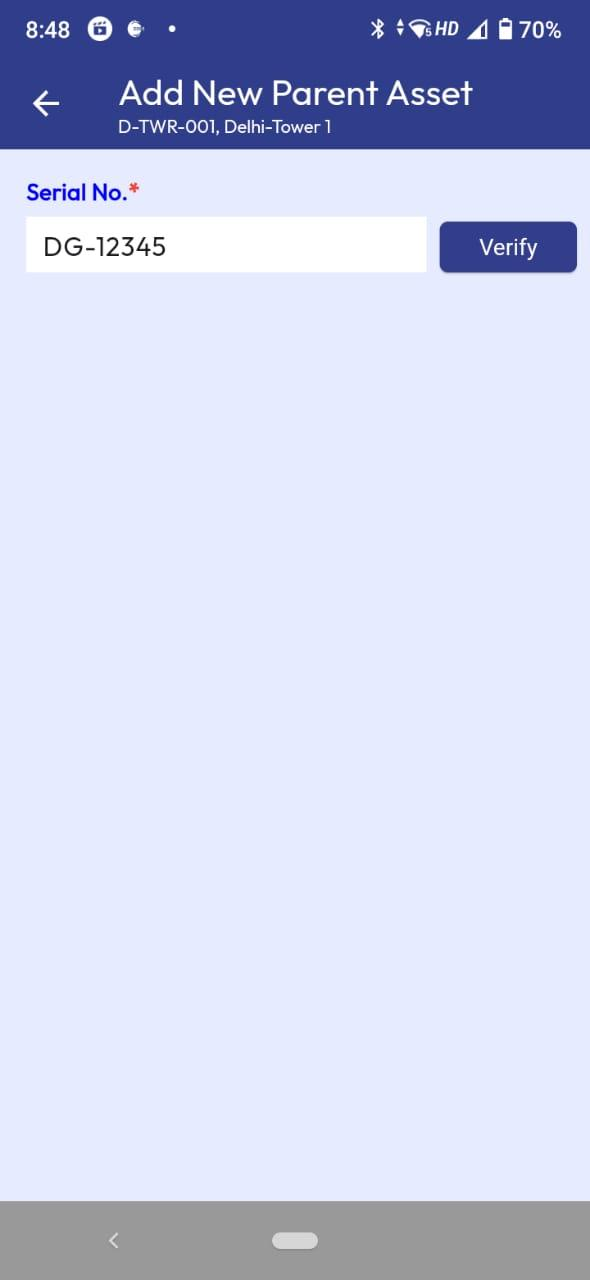 8:48 HD 70%
Add New Parent Asset
D-TWR-001, Delhi-Tower 1
Serial No.*
DG-12345
Verify